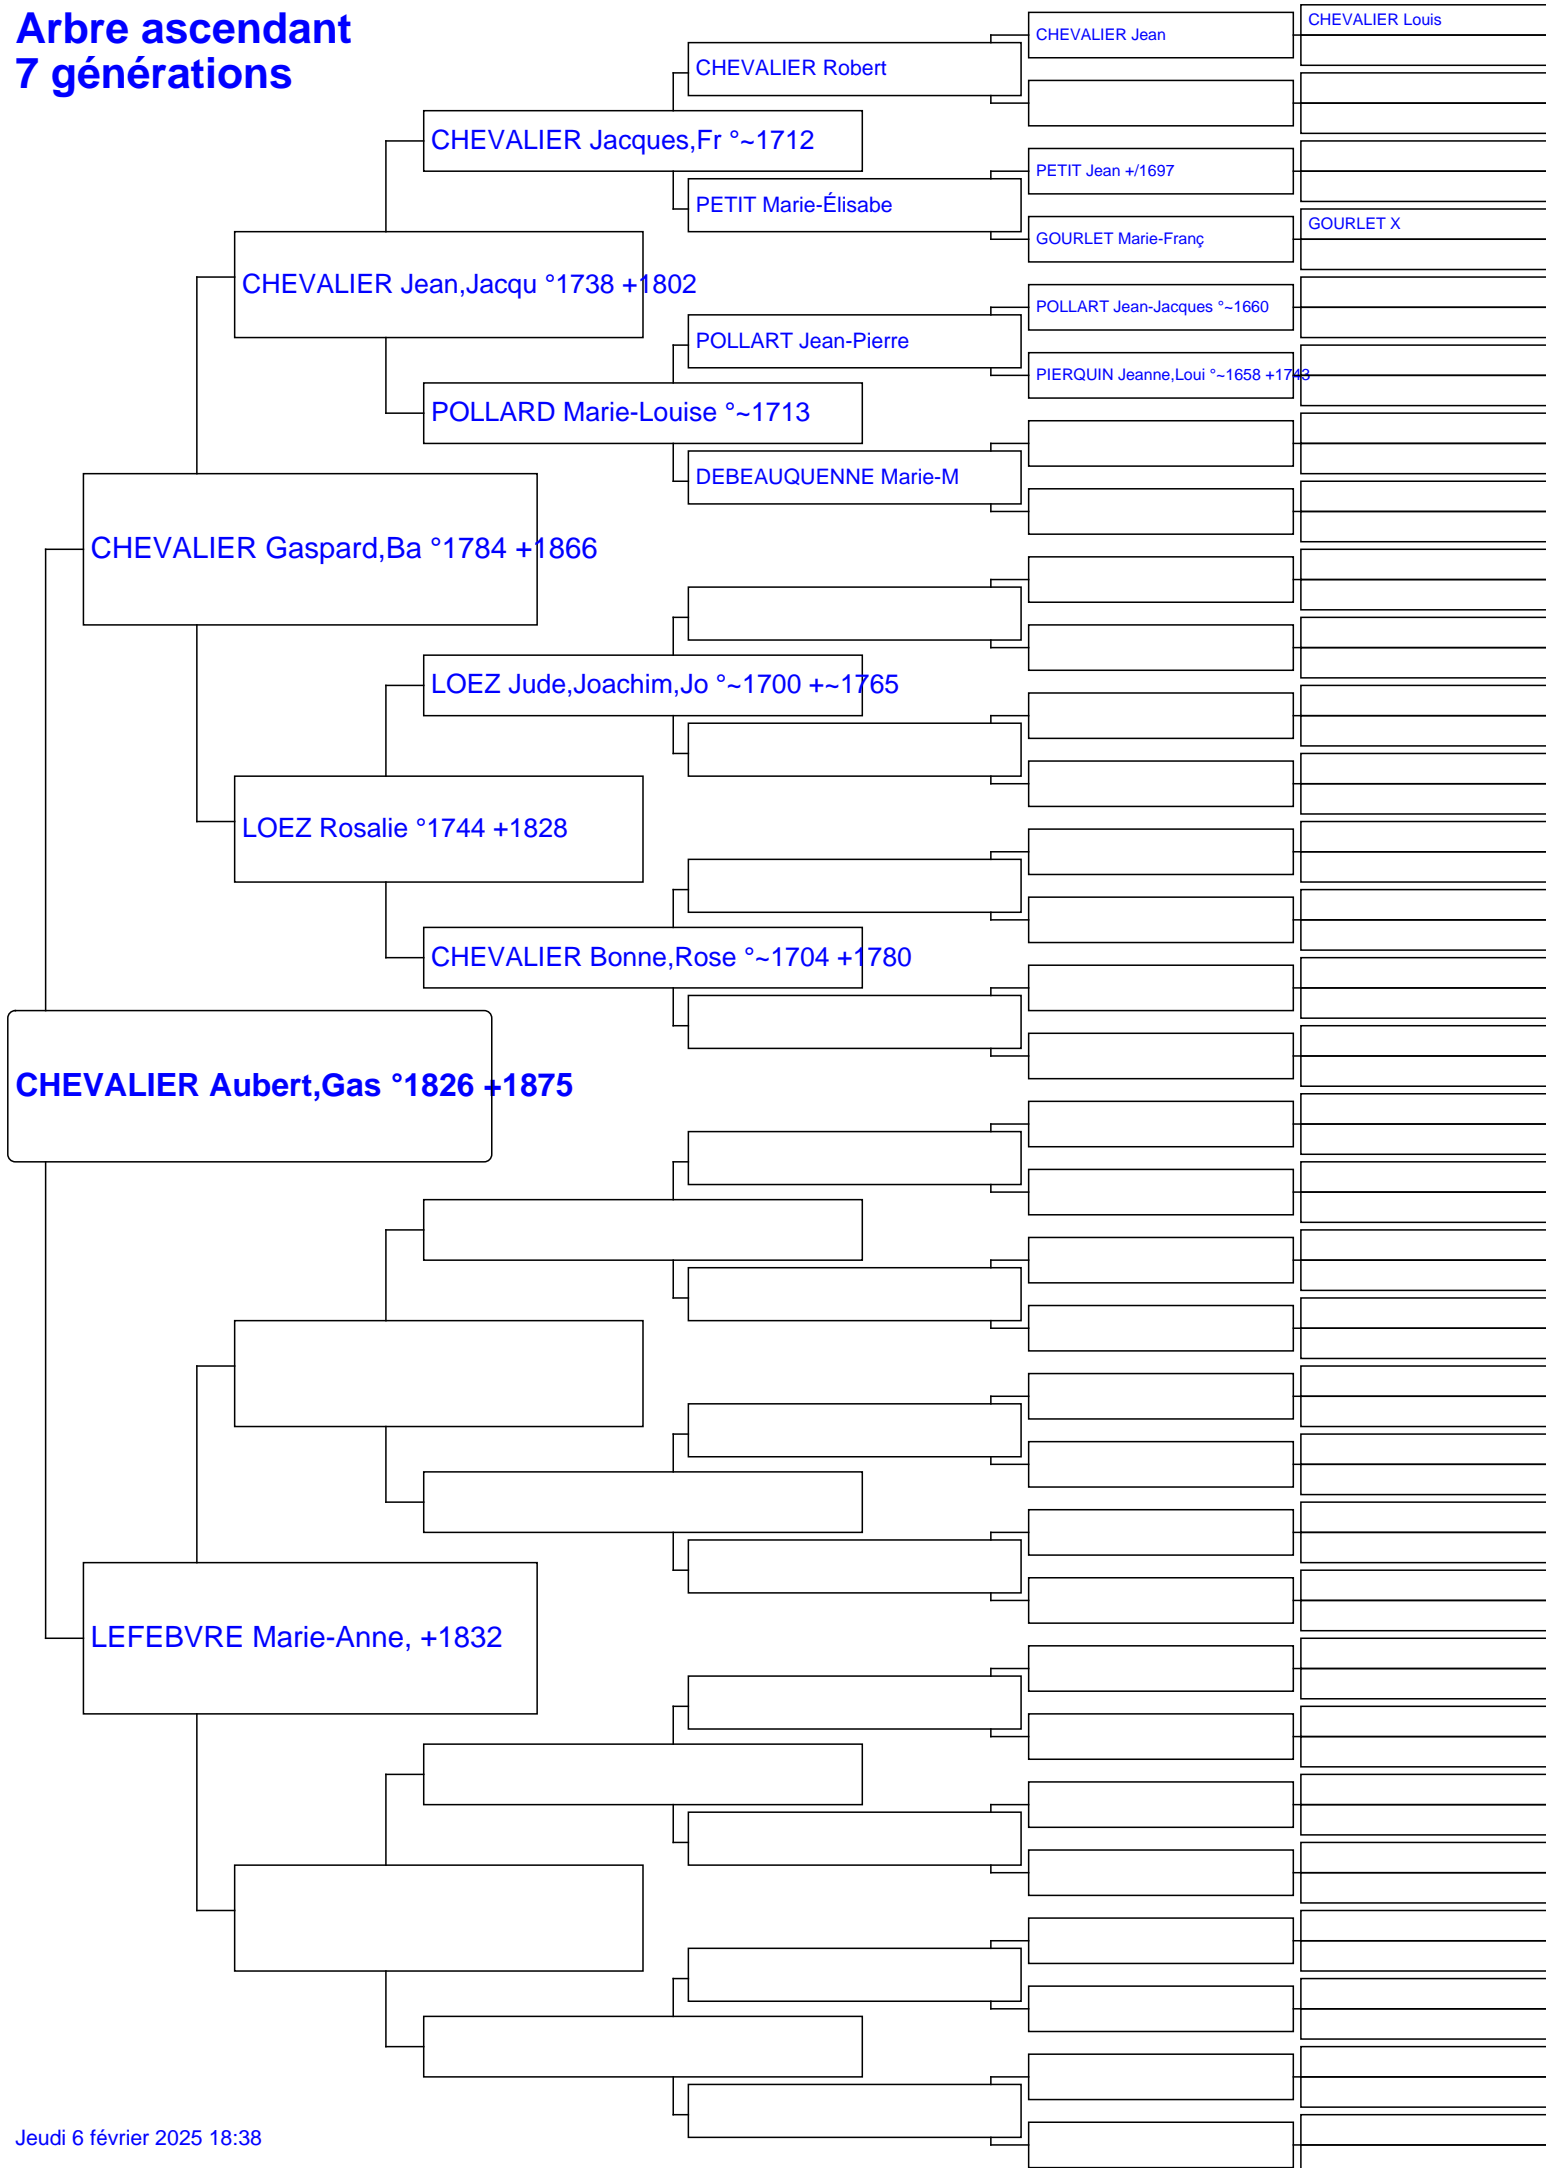 Arbre ascendant
7 générations
CHEVALIER Louis
CHEVALIER Jean
CHEVALIER Robert
CHEVALIER Jacques,Fr °~1712
PETIT Jean +/1697
PETIT Marie-Élisabe
GOURLET X
GOURLET Marie-Franç
CHEVALIER Jean,Jacqu °1738 +1802
POLLART Jean-Jacques °~1660
POLLART Jean-Pierre
PIERQUIN Jeanne,Loui °~1658 +1743
POLLARD Marie-Louise °~1713
DEBEAUQUENNE Marie-M
CHEVALIER Gaspard,Ba °1784 +1866
LOEZ Jude,Joachim,Jo °~1700 +~1765
LOEZ Rosalie °1744 +1828
CHEVALIER Bonne,Rose °~1704 +1780
CHEVALIER Aubert,Gas °1826 +1875
LEFEBVRE Marie-Anne, +1832
Jeudi 6 février 2025 18:38